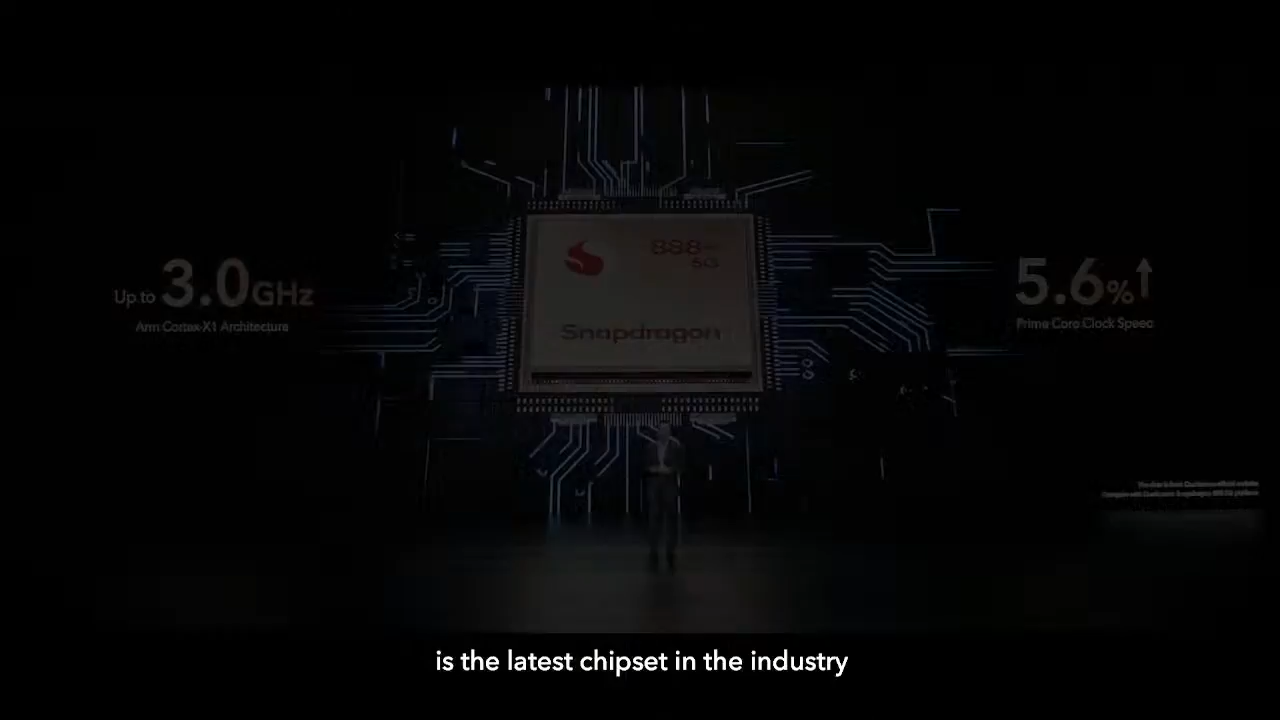 888
5G
Up to 3.0GHz
5.6%
Arm Cortex-X1 Architecture
Prime Core Clock Speed
Snapdragon
is the latest chipset in the industry